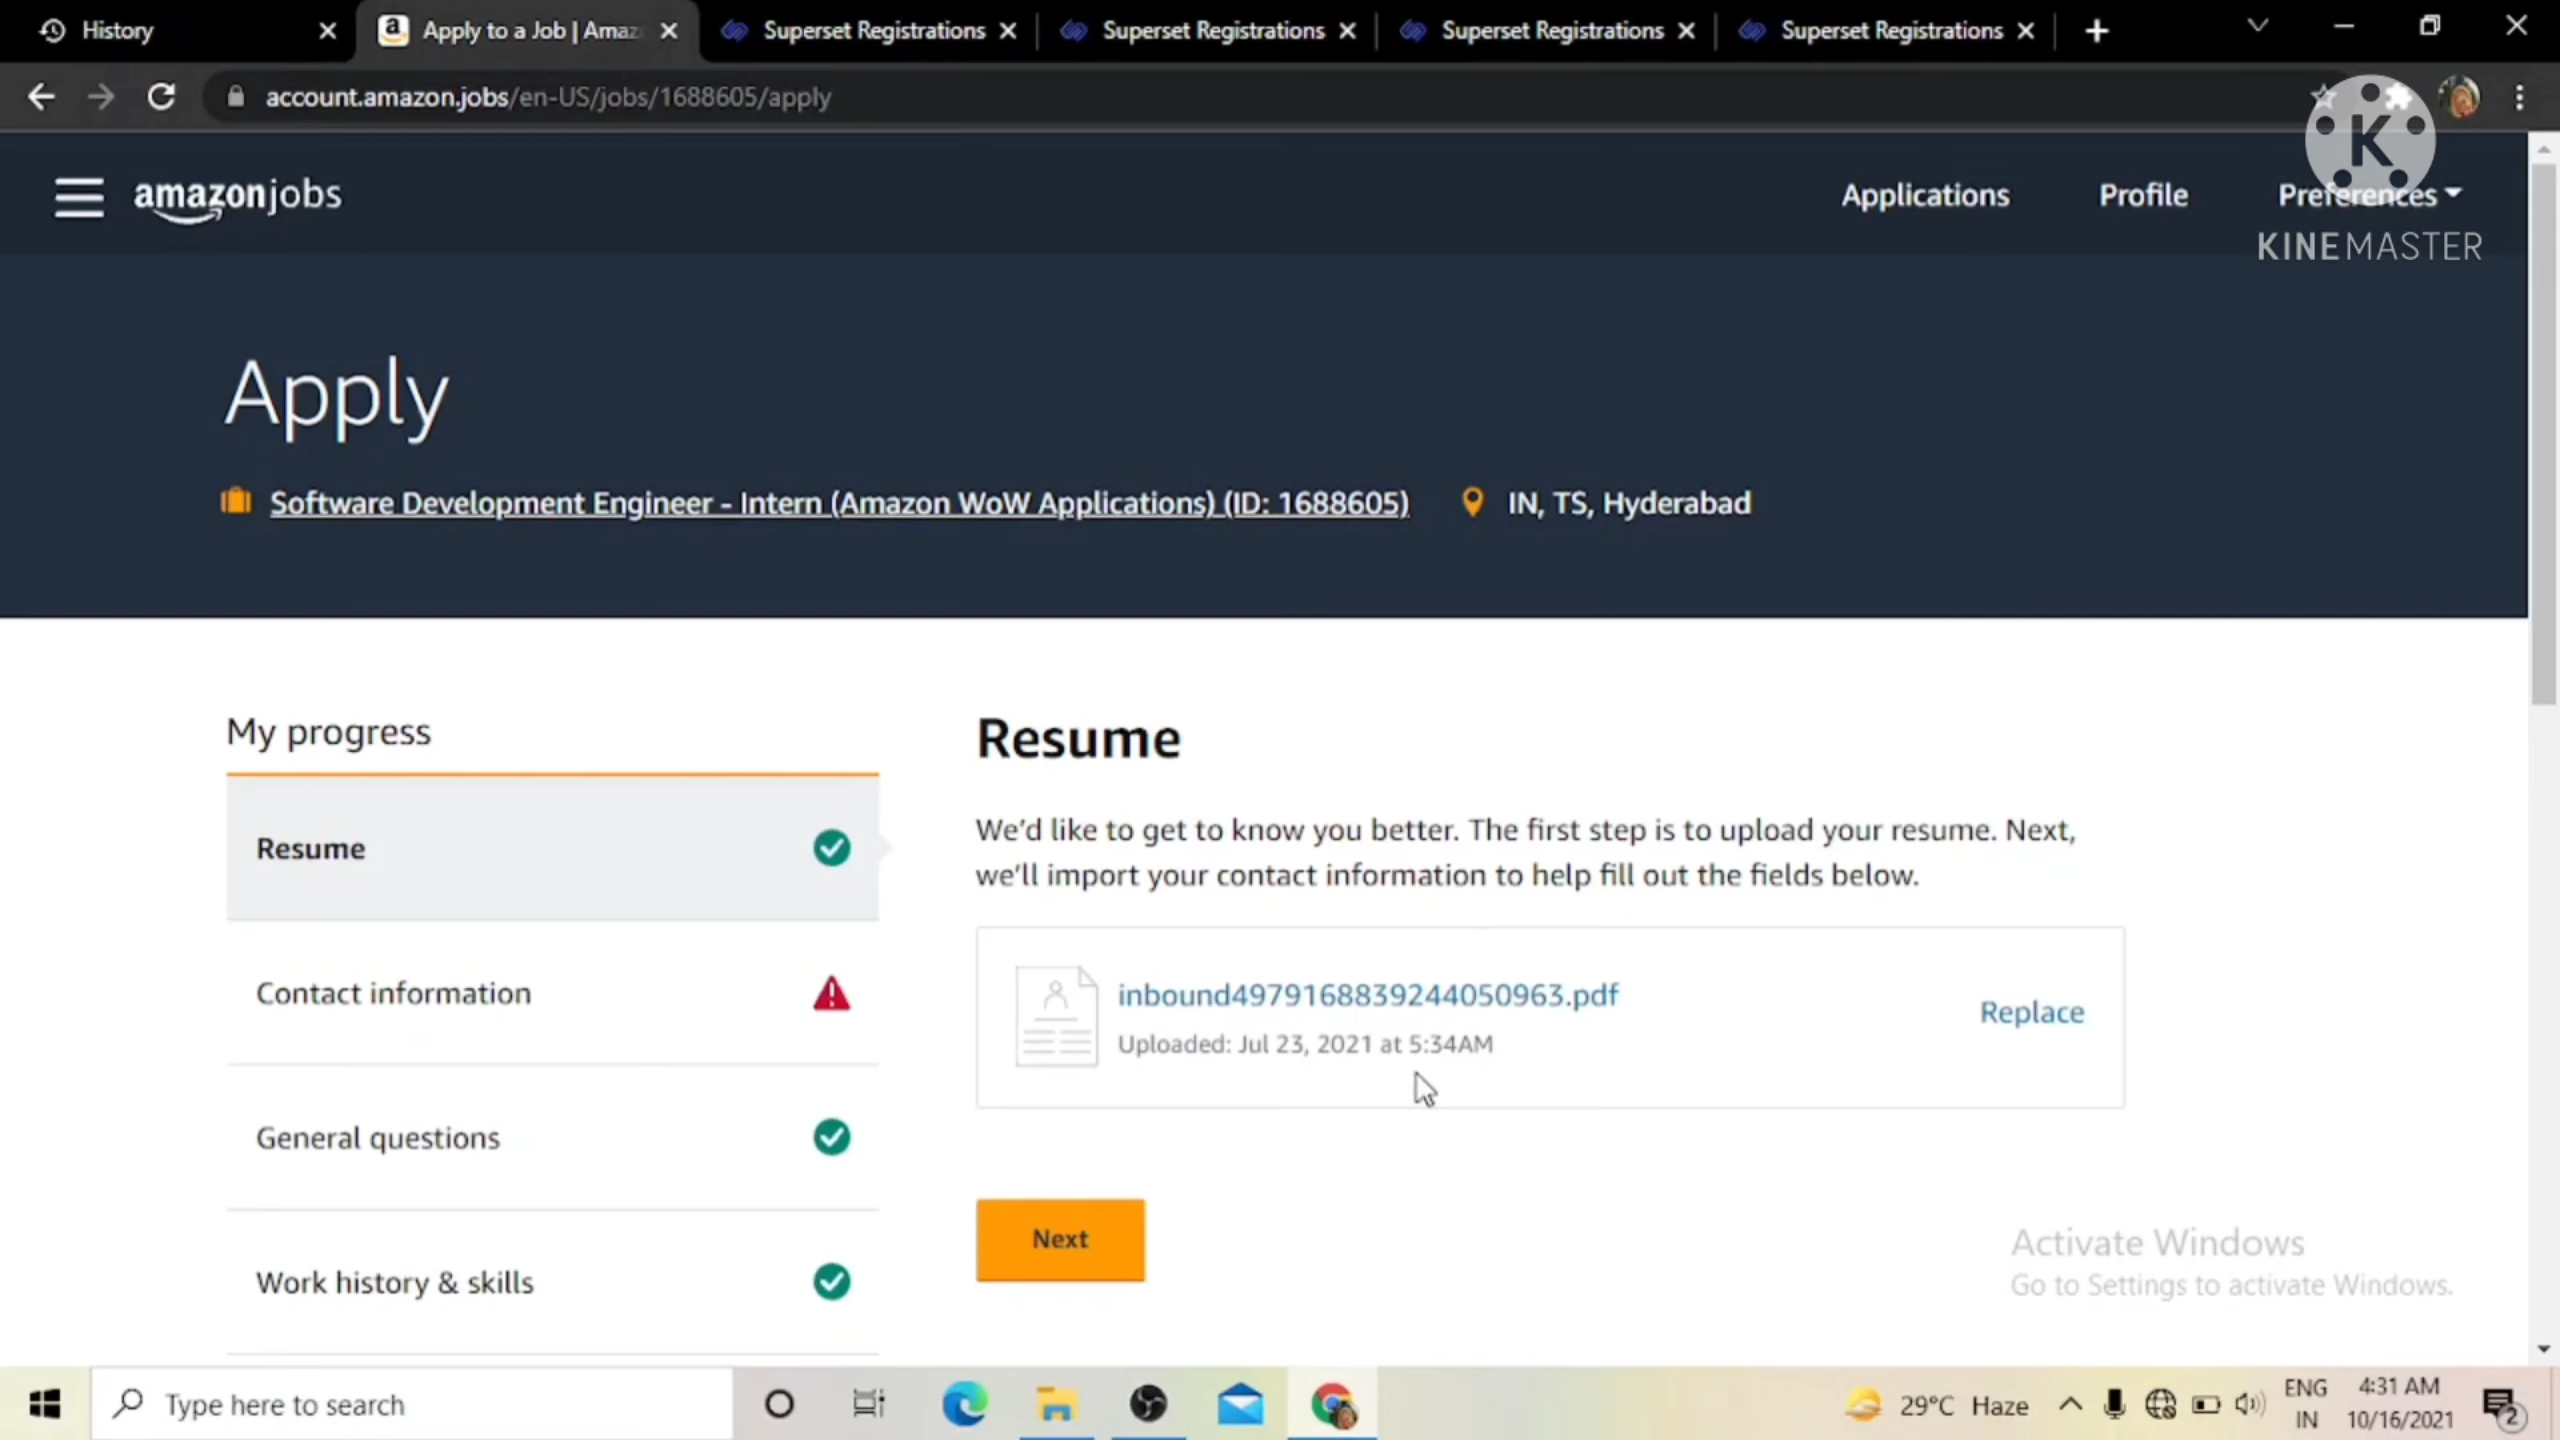 History
Apply to a Job | Amaz
Superset Registrations
Superset Registrations
Superset Registrations
Superset Registrations
account.amazon.jobs/en-US/jobs/1688605/apply
amazonjobs
Applications
Profile
Preferences
K
KINEMASTER
Apply
Software Development Engineer - Intern (Amazon WoW Applications) (ID: 1688605)
IN, TS, Hyderabad
My progress
Resume
Contact information
General questions
Work history & skills
Resume
We'd like to get to know you better. The first step is to upload your resume. Next,
we'll import your contact information to help fill out the fields below.
inbound4979168839244050963.pdf
Uploaded: Jul 23, 2021 at 5:34AM
Replace
Next
Activate Windows
Go to Settings to activate Windows.
Type here to search
29°C Haze
ENG
IN
4:31 AM
10/16/2021
2